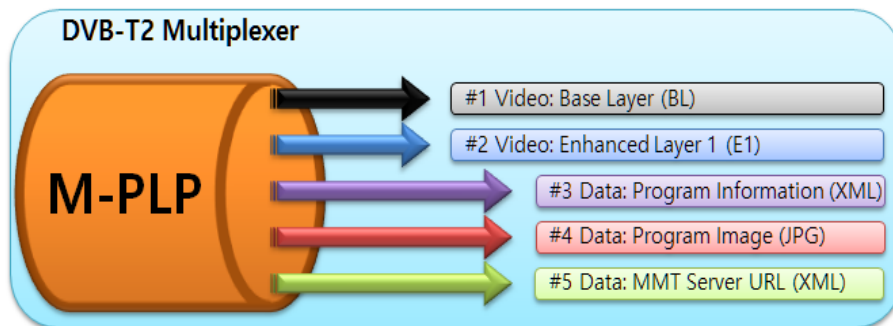 DVB-T2 Multiplexer
M-PLP
#1 Video: Base Layer (BL)
#2 Video: Enhanced Layer 1 (E1)
#3 Data: Program Information (XML)
#4 Data: Program Image (JPG)
#5 Data: MMT Server URL (XML)